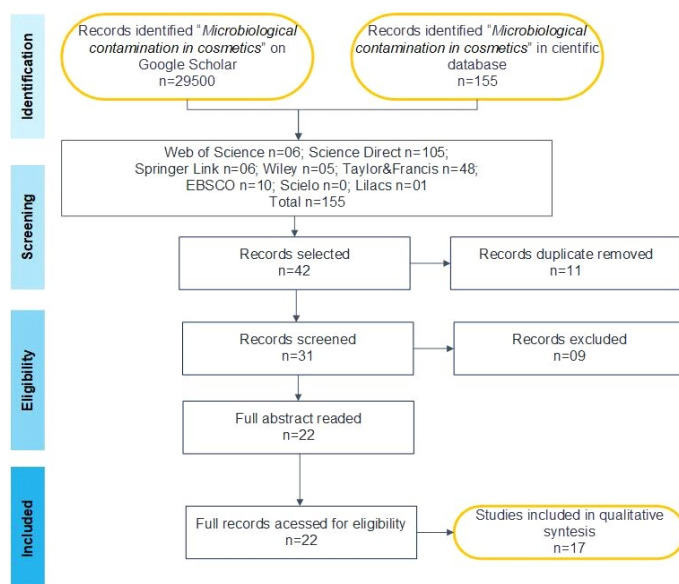 Identification
Records identified "Microbiological
contamination in cosmetics" on
Google Scholar
n=29500
Records identified "Microbiological
contamination in cosmetics" in cientific
database
n=155
Screening
Web of Science n=06; Science Direct n=105;
Springer Link n=06; Wiley n=05; Taylor&Francis n=48;
EBSCO n=10; Scielo n=0; Lilacs n=01
Total n=155
Records selected
n=42
Records duplicate removed
n=11
Eligibility
Records screened
n=31
Records excluded
n=09
Full abstract readed
n=22
Included
Full records acessed for eligibility
n=22
Studies included in qualitative
syntesis
n=17